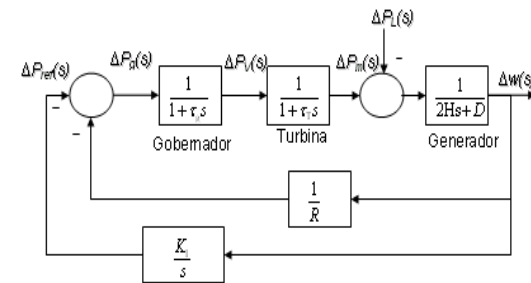 ΔP_L(s)
ΔP_ref(s)
ΔP_g(s)
ΔP_V(s)
ΔP_m(s)
Δw(s)
−
−
−
1 / 1 + τ_g s
1 / 1 + τ_T s
1 / 2Hs + D
Gobernador
Turbina
Generador
1 / R
K_i / s